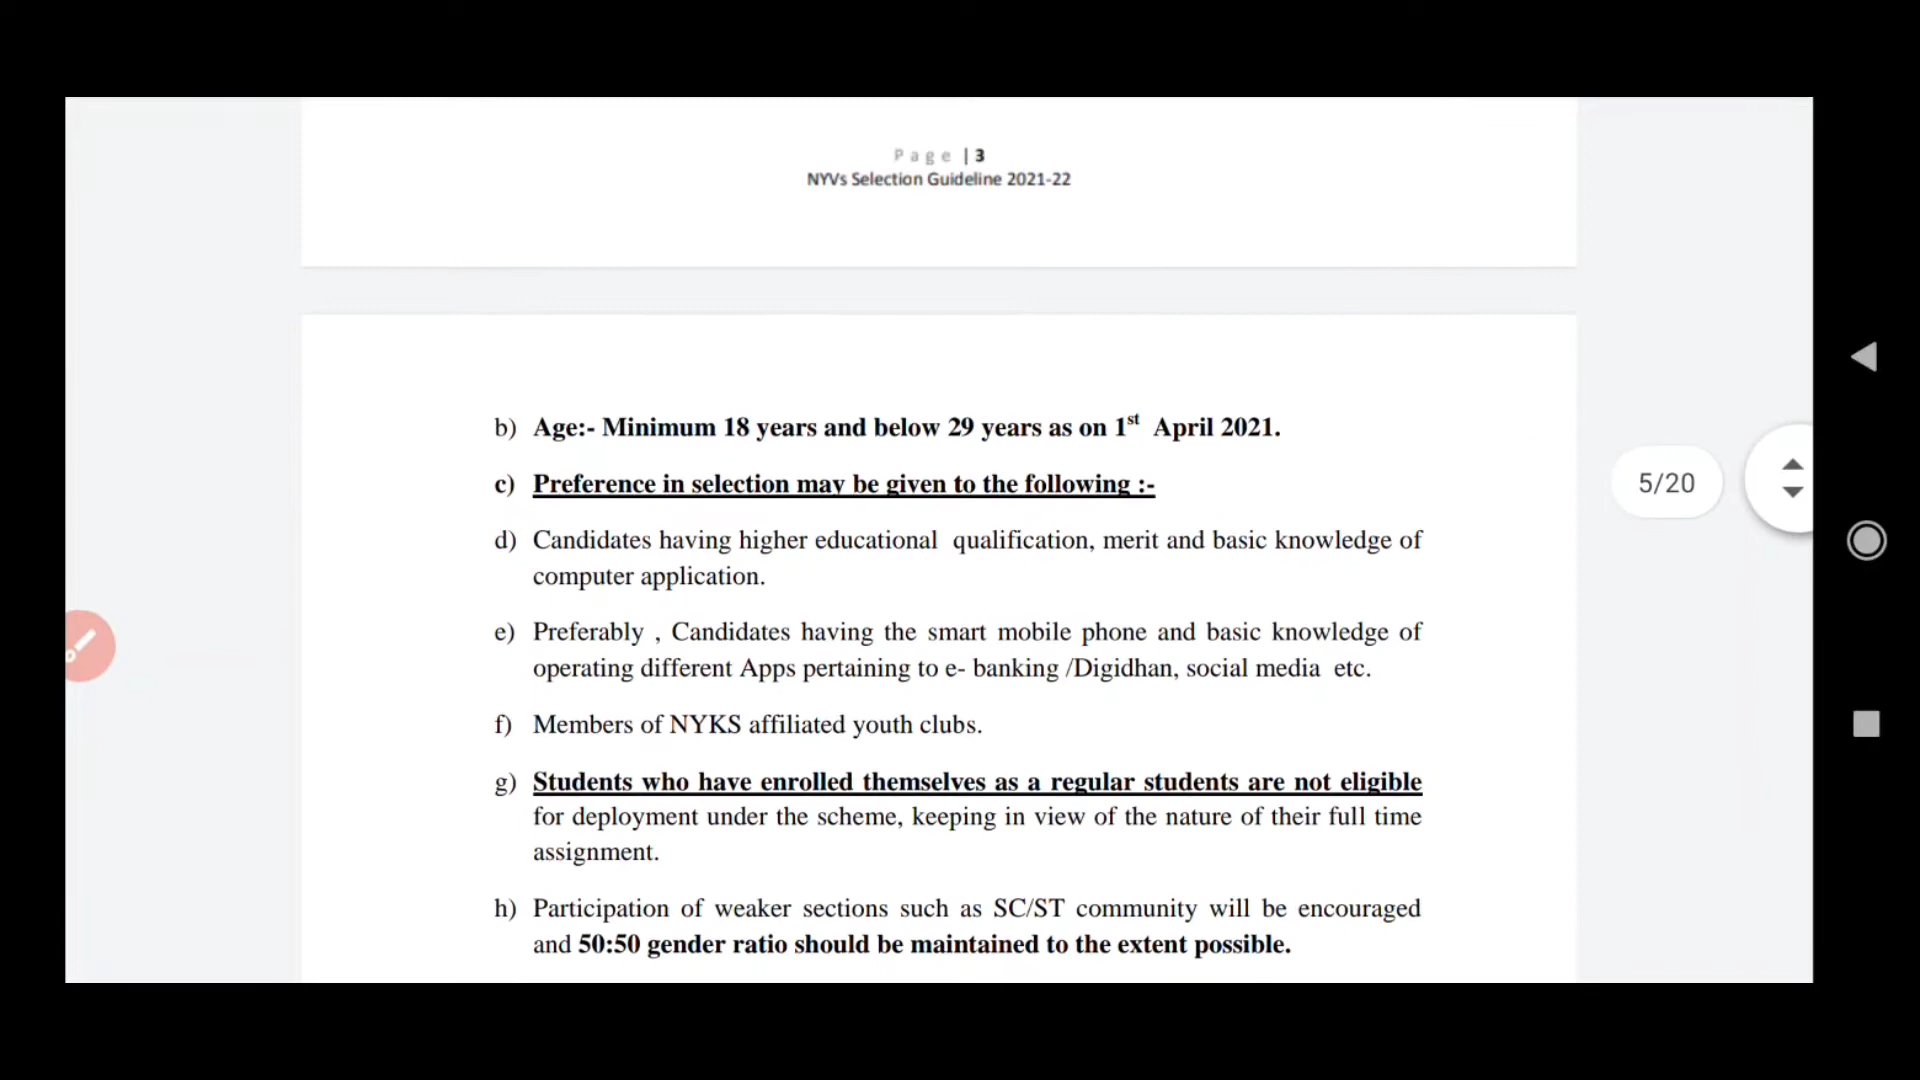 Page | 3
NYVs Selection Guideline 2021-22
b) Age:- Minimum 18 years and below 29 years as on 1st April 2021.
c) Preference in selection may be given to the following :-
5/20
d) Candidates having higher educational qualification, merit and basic knowledge of
computer application.
e) Preferably , Candidates having the smart mobile phone and basic knowledge of
operating different Apps pertaining to e- banking /Digidhan, social media etc.
f) Members of NYKS affiliated youth clubs.
g) Students who have enrolled themselves as a regular students are not eligible
for deployment under the scheme, keeping in view of the nature of their full time
assignment.
h) Participation of weaker sections such as SC/ST community will be encouraged
and 50:50 gender ratio should be maintained to the extent possible.